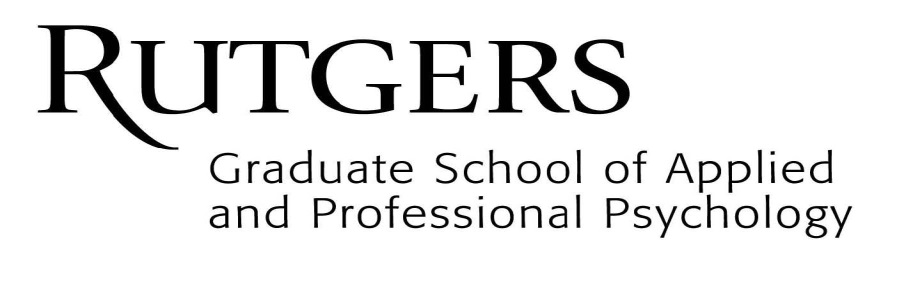 RUTGERS
Graduate School of Applied
and Professional Psychology